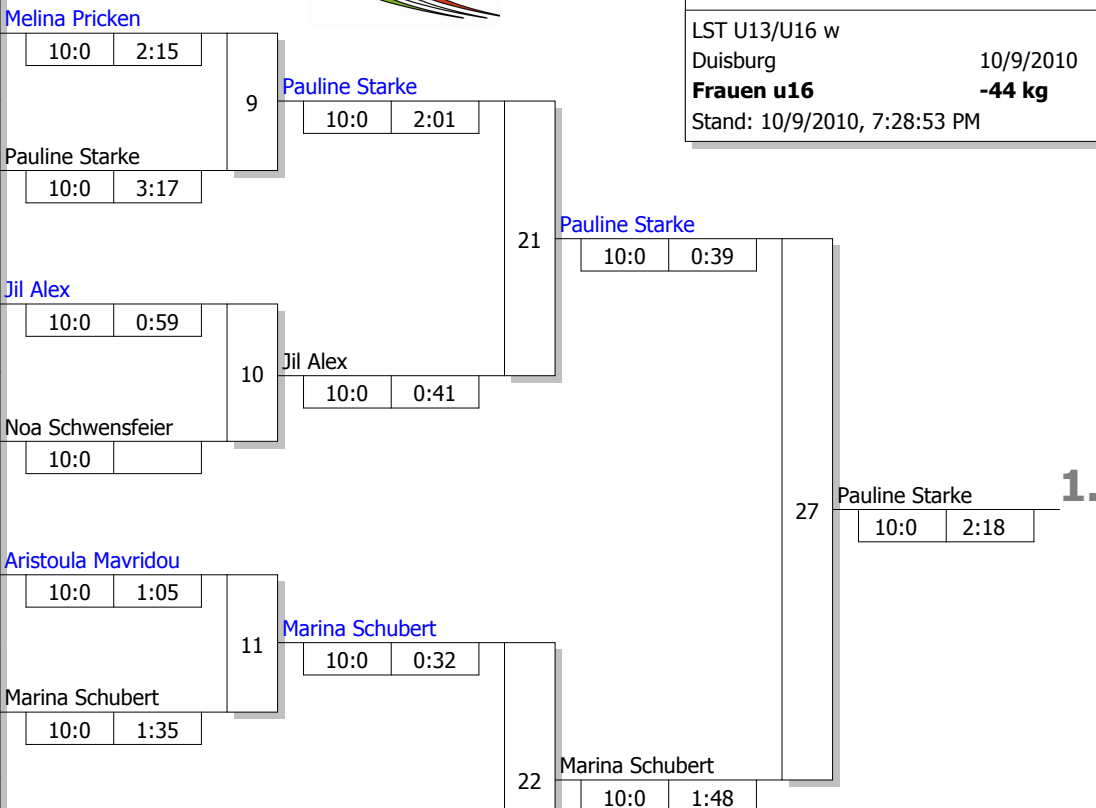 Melina Pricken
10:0 2:15
LST U13/U16 w
Duisburg 10/9/2010
Frauen u16 -44 kg
Stand: 10/9/2010, 7:28:53 PM
9
Pauline Starke
10:0 2:01
Pauline Starke
10:0 3:17
21
Pauline Starke
10:0 0:39
Jil Alex
10:0 0:59
10
Jil Alex
10:0 0:41
Noa Schwensfeier
10:0
27
Pauline Starke 1.
10:0 2:18
Aristoula Mavridou
10:0 1:05
11
Marina Schubert
10:0 0:32
Marina Schubert
10:0 1:35
22
Marina Schubert
10:0 1:48